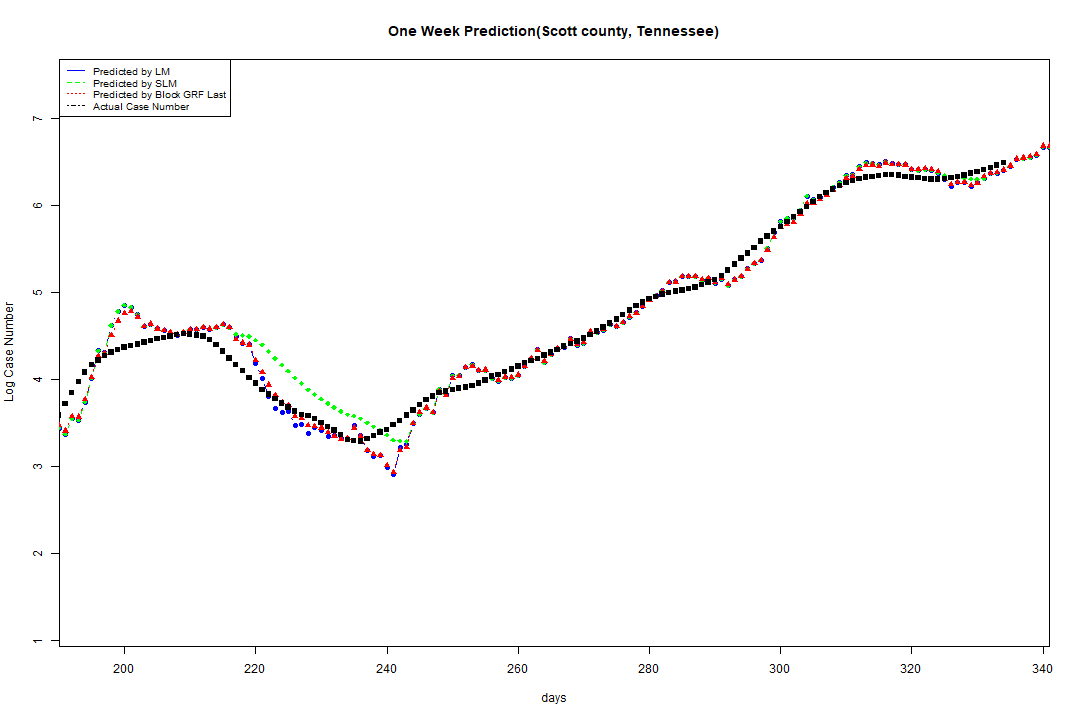 One Week Prediction(Scott county, Tennessee)
Predicted by LM
Predicted by SLM
Predicted by Block GRF Last
Actual Case Number
Log Case Number
7
6
5
4
3
2
1
200 220 240 260 280 300 320 340
days